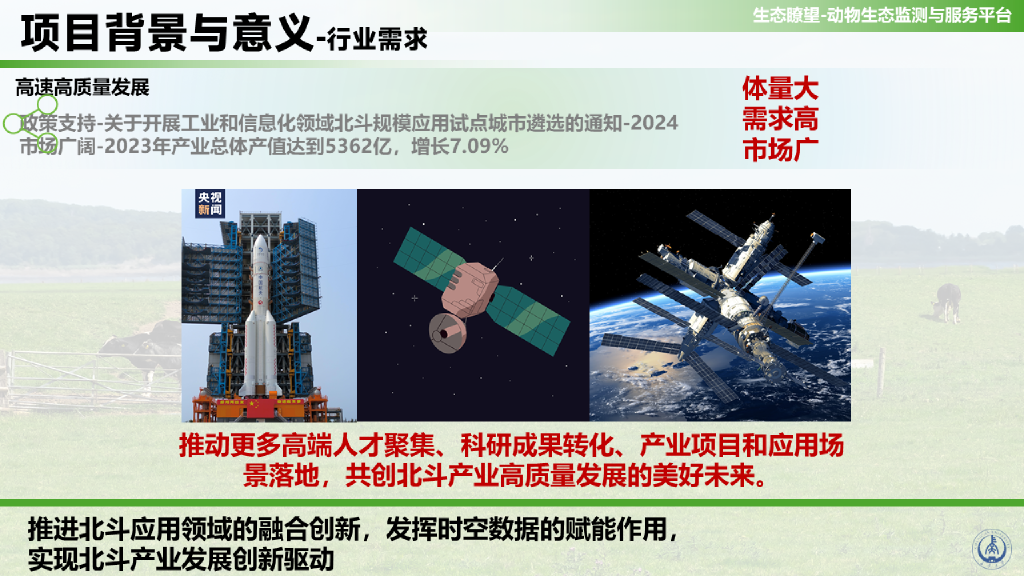 生态瞭望-动物生态监测与服务平台
项目背景与意义-行业需求
高速高质量发展
政策支持-关于开展工业和信息化领域北斗规模应用试点城市遴选的通知-2024
市场广阔-2023年产业总体产值达到5362亿，增长7.09%
体量大
需求高
市场广
央视
新闻
推动更多高端人才聚集、科研成果转化、产业项目和应用场
景落地，共创北斗产业高质量发展的美好未来。
推进北斗应用领域的融合创新，发挥时空数据的赋能作用，
实现北斗产业发展创新驱动